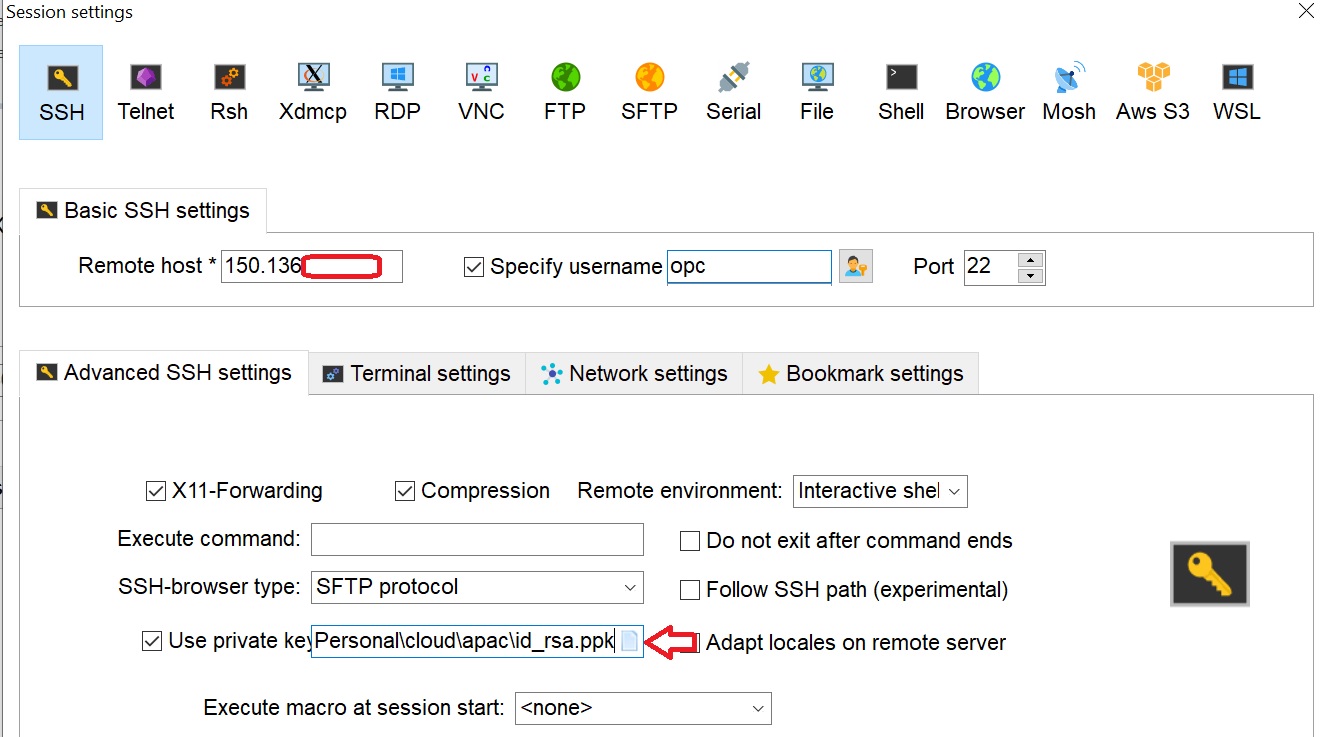 Session settings
SSH Telnet Rsh Xdmcp RDP VNC FTP SFTP Serial File Shell Browser Mosh Aws S3 WSL
Basic SSH settings
Remote host * 150.136 Specify username opc Port 22
Advanced SSH settings Terminal settings Network settings Bookmark settings
X11-Forwarding Compression Remote environment: Interactive shel
Execute command: Do not exit after command ends
SSH-browser type: SFTP protocol Follow SSH path (experimental)
Use private key Personal\cloud\apac\id_rsa.ppk Adapt locales on remote server
Execute macro at session start: <none>